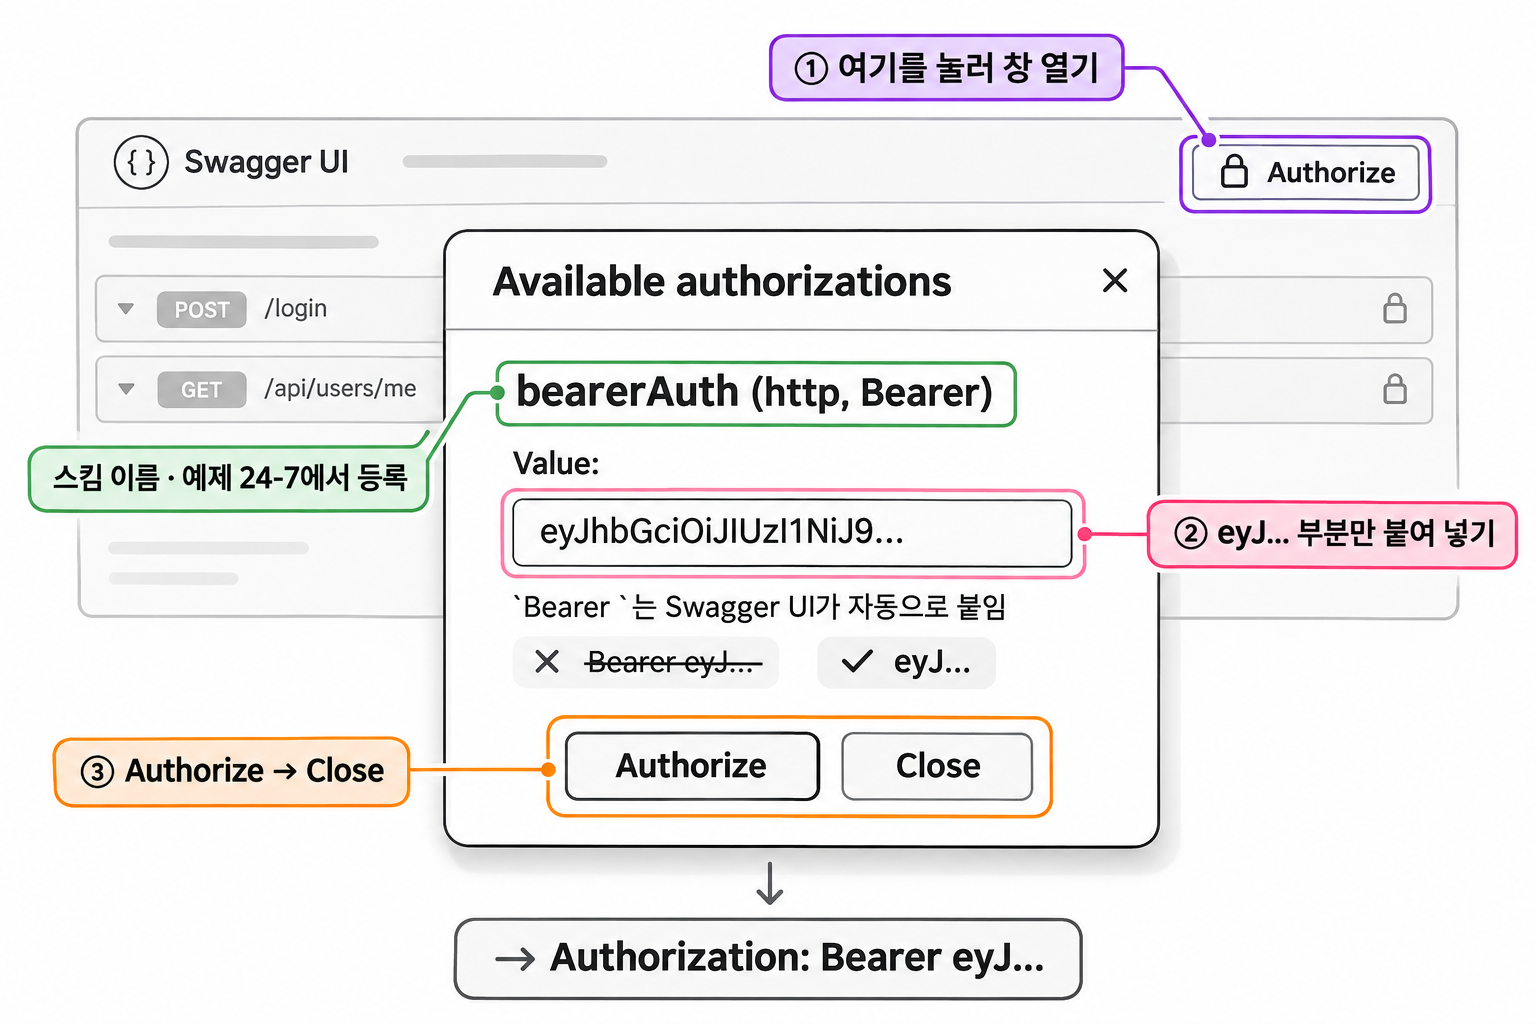 ① 여기를 눌러 창 열기
{ } Swagger UI
Authorize
Available authorizations
POST /login
GET /api/users/me
bearerAuth (http, Bearer)
스킴 이름 · 예제 24-7에서 등록
Value:
eyJhbGciOiJIUzI1NiJ9...
② eyJ... 부분만 붙여 넣기
`Bearer `는 Swagger UI가 자동으로 붙임
Bearer eyJ...
eyJ...
③ Authorize → Close
Authorize
Close
→ Authorization: Bearer eyJ...